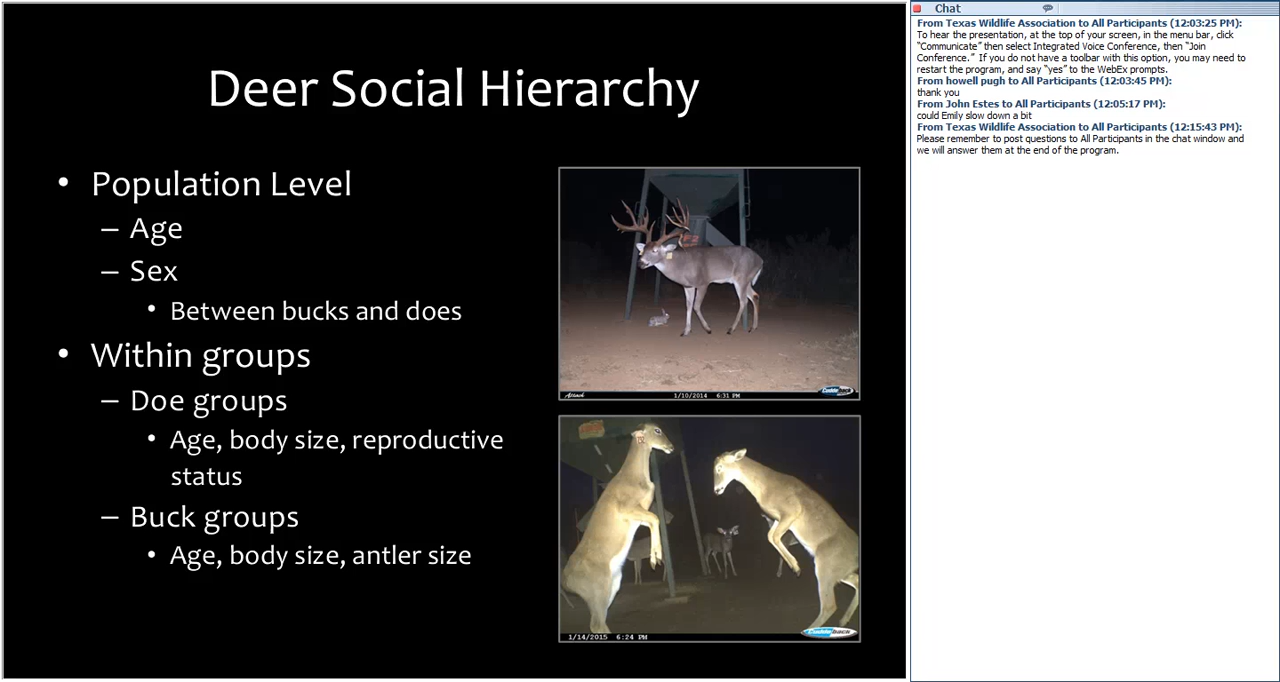 Deer Social Hierarchy
• Population Level
– Age
– Sex
• Between bucks and does
• Within groups
– Doe groups
• Age, body size, reproductive
status
– Buck groups
• Age, body size, antler size
Attack 1/10/2014 6:31 PM Cuddeback
1/14/2015 6:24 PM Cuddeback
Chat
From Texas Wildlife Association to All Participants (12:03:25 PM):
To hear the presentation, at the top of your screen, in the menu bar, click
"Communicate" then select Integrated Voice Conference, then "Join
Conference." If you do not have a toolbar with this option, you may need to
restart the program, and say "yes" to the WebEx prompts.
From howell pugh to All Participants (12:03:45 PM):
thank you
From John Estes to All Participants (12:05:17 PM):
could Emily slow down a bit
From Texas Wildlife Association to All Participants (12:15:43 PM):
Please remember to post questions to All Participants in the chat window and
we will answer them at the end of the program.